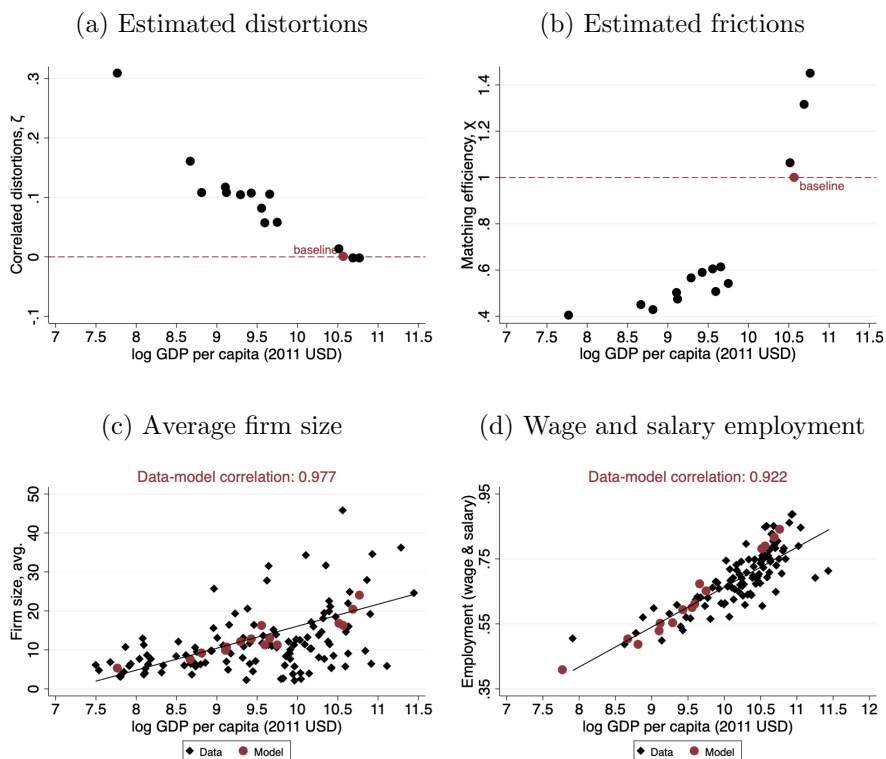 (a) Estimated distortions
Correlated distortions, ζ
.3
.2
.1
0
-.1
baseline
7 7.5 8 8.5 9 9.5 10 10.5 11 11.5
log GDP per capita (2011 USD)
(b) Estimated frictions
Matching efficiency, χ
1.4
1.2
1
.8
.6
.4
baseline
7 7.5 8 8.5 9 9.5 10 10.5 11 11.5
log GDP per capita (2011 USD)
(c) Average firm size
Data-model correlation: 0.977
Firm size, avg.
50
40
30
20
10
0
7 7.5 8 8.5 9 9.5 10 10.5 11 11.5
log GDP per capita (2011 USD)
Data Model
(d) Wage and salary employment
Data-model correlation: 0.922
Employment (wage & salary)
.95
.75
.55
.35
7 7.5 8 8.5 9 9.5 10 10.5 11 11.5 12
log GDP per capita (2011 USD)
Data Model